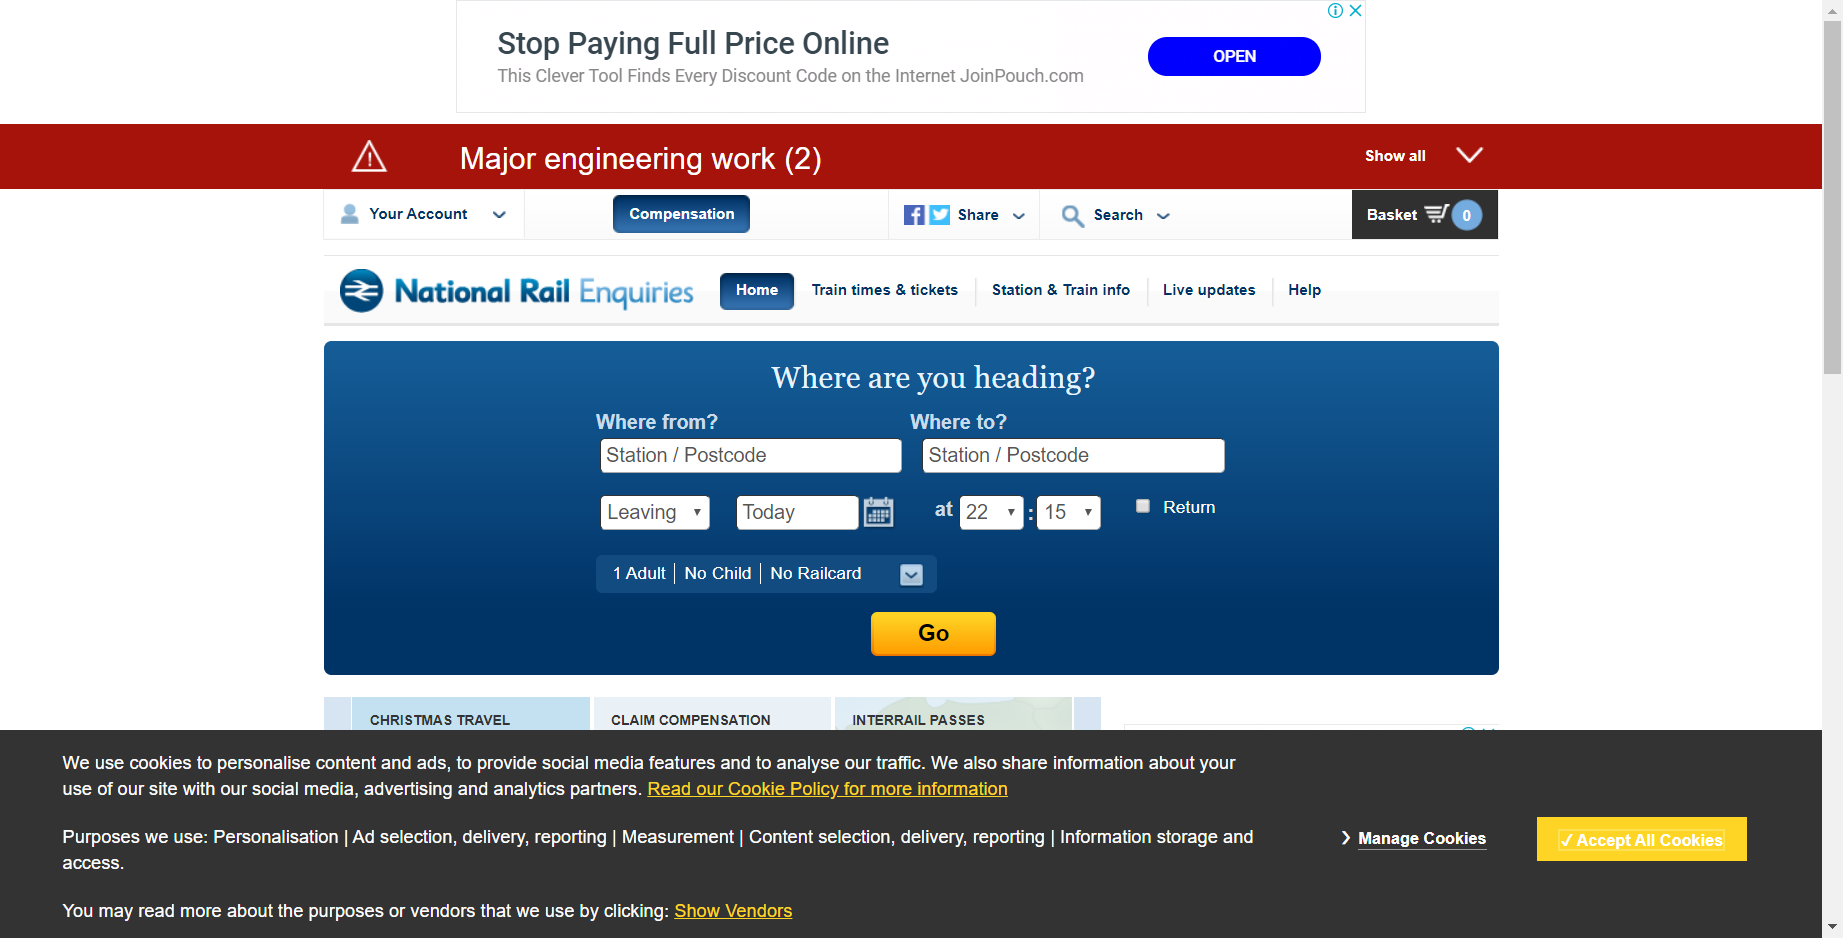 Stop Paying Full Price Online
This Clever Tool Finds Every Discount Code on the Internet JoinPouch.com
OPEN
Major engineering work (2)
Show all
Your Account
Compensation
Share
Search
Basket
0
National Rail Enquiries
Home
Train times & tickets
Station & Train info
Live updates
Help
Where are you heading?
Where from?
Where to?
Station / Postcode
Station / Postcode
Leaving
Today
at 22 : 15
Return
1 Adult | No Child | No Railcard
Go
CHRISTMAS TRAVEL
CLAIM COMPENSATION
INTERRAIL PASSES
We use cookies to personalise content and ads, to provide social media features and to analyse our traffic. We also share information about your
use of our site with our social media, advertising and analytics partners. Read our Cookie Policy for more information
Purposes we use: Personalisation | Ad selection, delivery, reporting | Measurement | Content selection, delivery, reporting | Information storage and
access.
You may read more about the purposes or vendors that we use by clicking: Show Vendors
Manage Cookies
✓ Accept All Cookies